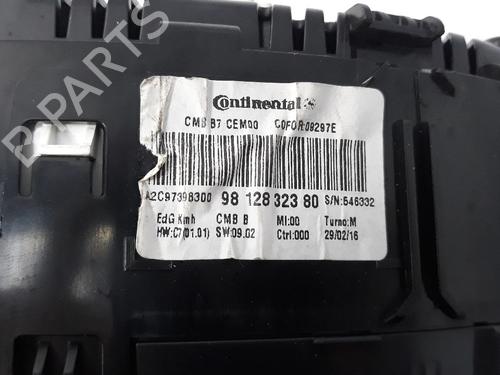 Continental
CMB B7 CEM00 COFOR:09297E
A2C97398300 98 128 323 80 S/N:546332
EdG Kmh CMB B MI:00 Turno:M
HW:C7(01.01) SW:09.02 Ctrl:000 29/02/16
B-PARTS